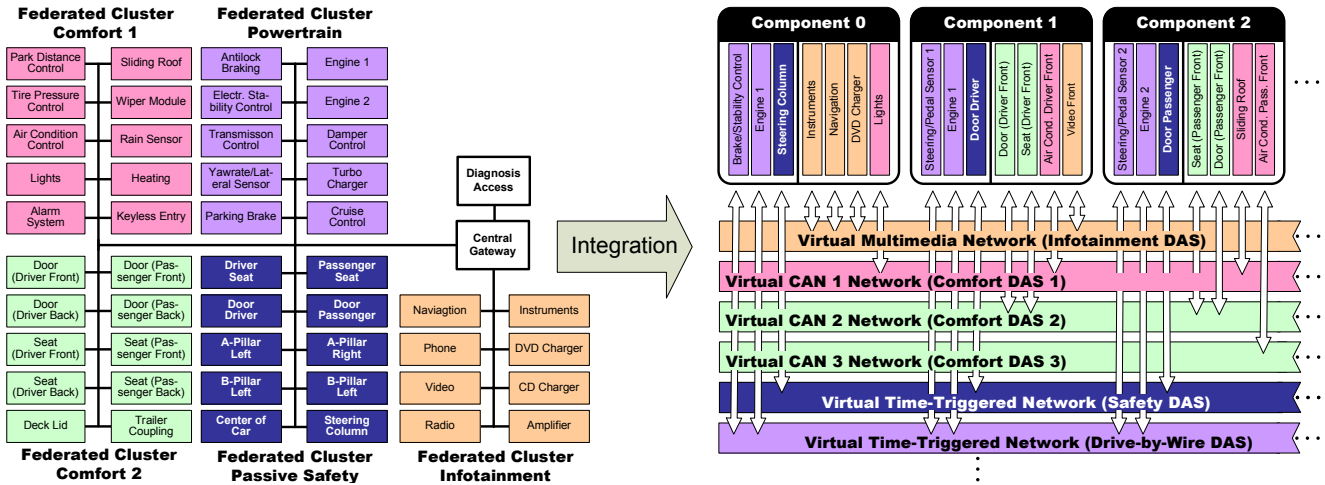 Federated Cluster
Comfort 1
Federated Cluster
Powertrain
Park Distance
Control
Sliding Roof
Tire Pressure
Control
Wiper Module
Air Condition
Control
Rain Sensor
Lights
Heating
Alarm
System
Keyless Entry
Antilock
Braking
Engine 1
Electr. Sta-
bility Control
Engine 2
Transmisson
Control
Damper
Control
Yawrate/Lat-
eral Sensor
Turbo
Charger
Parking Brake
Cruise
Control
Diagnosis
Access
Central
Gateway
Door
(Driver Front)
Door (Pas-
senger Front)
Door
(Driver Back)
Door (Pas-
senger Back)
Seat
(Driver Front)
Seat (Pas-
senger Front)
Seat
(Driver Back)
Seat (Pas-
senger Back)
Deck Lid
Trailer
Coupling
Federated Cluster
Comfort 2
Driver
Seat
Passenger
Seat
Door
Driver
Door
Passenger
A-Pillar
Left
A-Pillar
Right
B-Pillar
Left
B-Pillar
Left
Center of
Car
Steering
Column
Federated Cluster
Passive Safety
Naviagtion
Instruments
Phone
DVD Charger
Video
CD Charger
Radio
Amplifier
Federated Cluster
Infotainment
Integration
Component 0
Brake/Stability Control
Engine 1
Steering Column
Instruments
Navigation
DVD Charger
Lights
Component 1
Steering/Pedal Sensor 1
Engine 1
Door Driver
Door (Driver Front)
Seat (Driver Front)
Air Cond. Driver Front
Video Front
Component 2
Steering/Pedal Sensor 2
Engine 2
Door Passenger
Seat (Passenger Front)
Door (Passenger Front)
Sliding Roof
Air Cond. Pass. Front
...
Virtual Multimedia Network (Infotainment DAS)
...
Virtual CAN 1 Network (Comfort DAS 1)
...
Virtual CAN 2 Network (Comfort DAS 2)
...
Virtual CAN 3 Network (Comfort DAS 3)
...
Virtual Time-Triggered Network (Safety DAS)
...
Virtual Time-Triggered Network (Drive-by-Wire DAS)
...